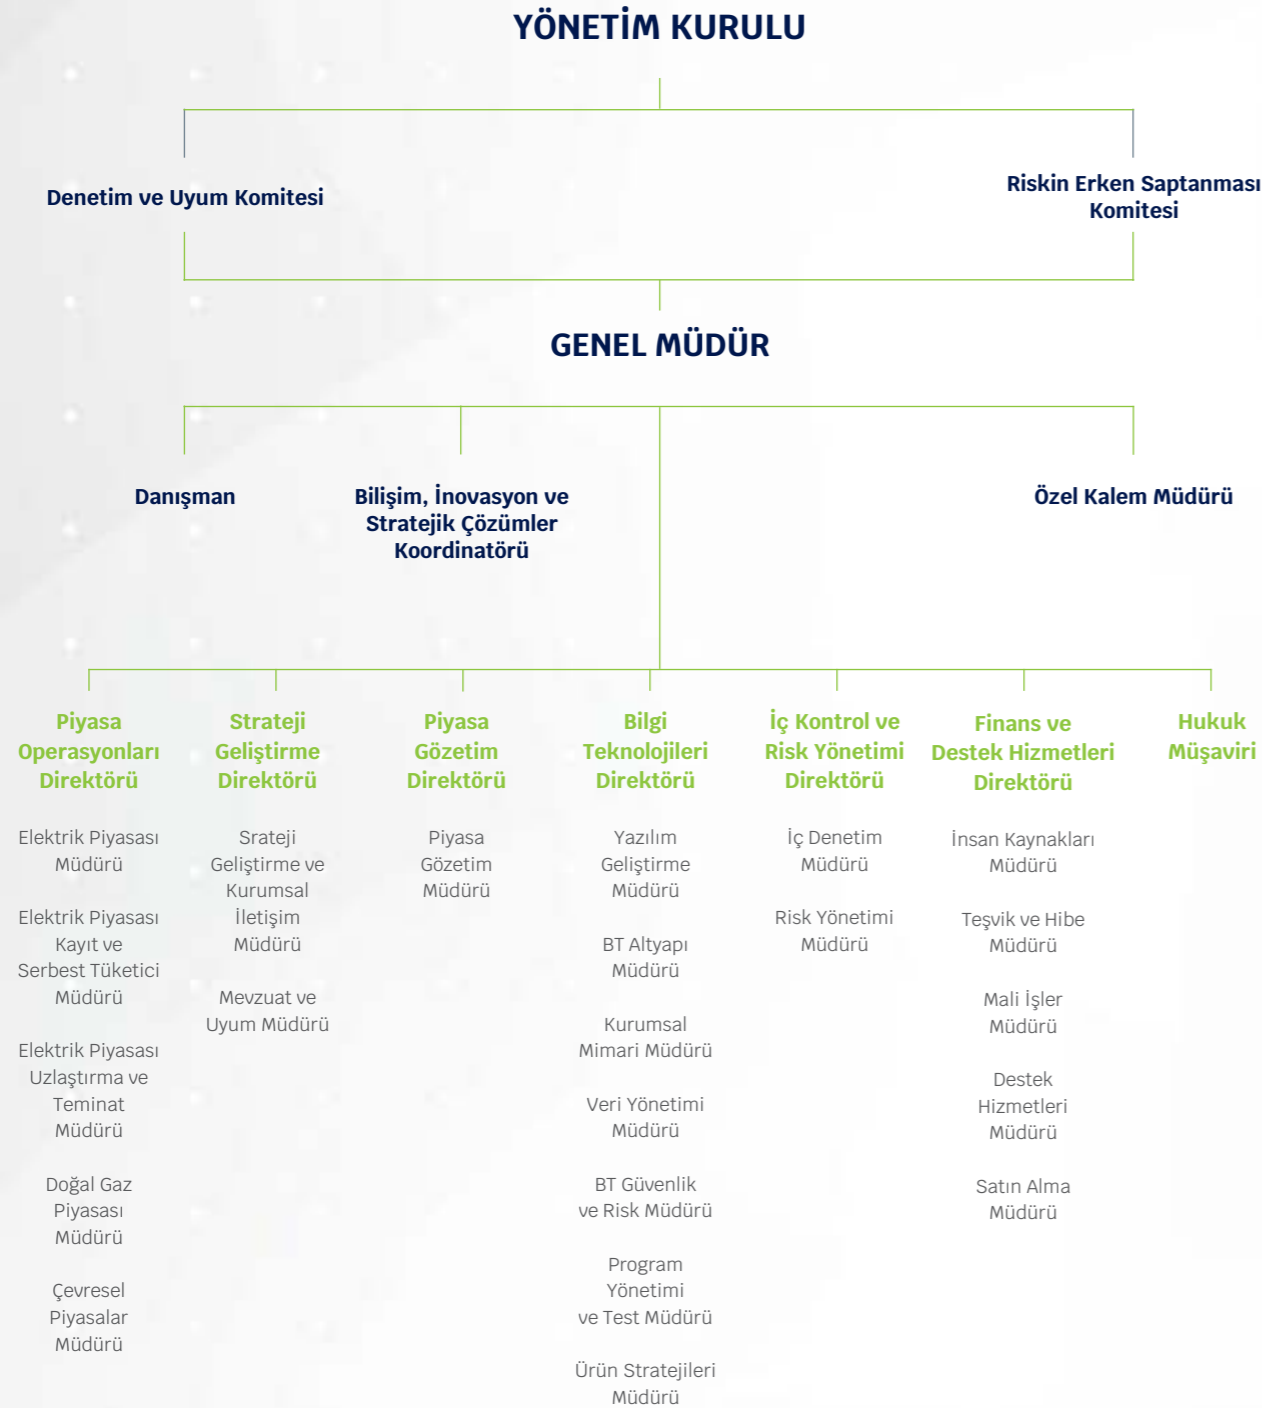 YÖNETİM KURULU
Denetim ve Uyum Komitesi
Riskin Erken Saptanması
Komitesi
GENEL MÜDÜR
Danışman
Bilişim, İnovasyon ve
Stratejik Çözümler
Koordinatörü
Özel Kalem Müdürü
Piyasa
Operasyonları
Direktörü
Elektrik Piyasası
Müdürü
Elektrik Piyasası
Kayıt ve
Serbest Tüketici
Müdürü
Elektrik Piyasası
Uzlaştırma ve
Teminat
Müdürü
Doğal Gaz
Piyasası
Müdürü
Çevresel
Piyasalar
Müdürü
Strateji
Geliştirme
Direktörü
Srateji
Geliştirme ve
Kurumsal
İletişim
Müdürü
Mevzuat ve
Uyum Müdürü
Piyasa
Gözetim
Direktörü
Piyasa
Gözetim
Müdürü
Bilgi
Teknolojileri
Direktörü
Yazılım
Geliştirme
Müdürü
BT Altyapı
Müdürü
Kurumsal
Mimari Müdürü
Veri Yönetimi
Müdürü
BT Güvenlik
ve Risk Müdürü
Program
Yönetimi
ve Test Müdürü
Ürün Stratejileri
Müdürü
İç Kontrol ve
Risk Yönetimi
Direktörü
İç Denetim
Müdürü
Risk Yönetimi
Müdürü
Finans ve
Destek Hizmetleri
Direktörü
İnsan Kaynakları
Müdürü
Teşvik ve Hibe
Müdürü
Mali İşler
Müdürü
Destek
Hizmetleri
Müdürü
Satın Alma
Müdürü
Hukuk
Müşaviri